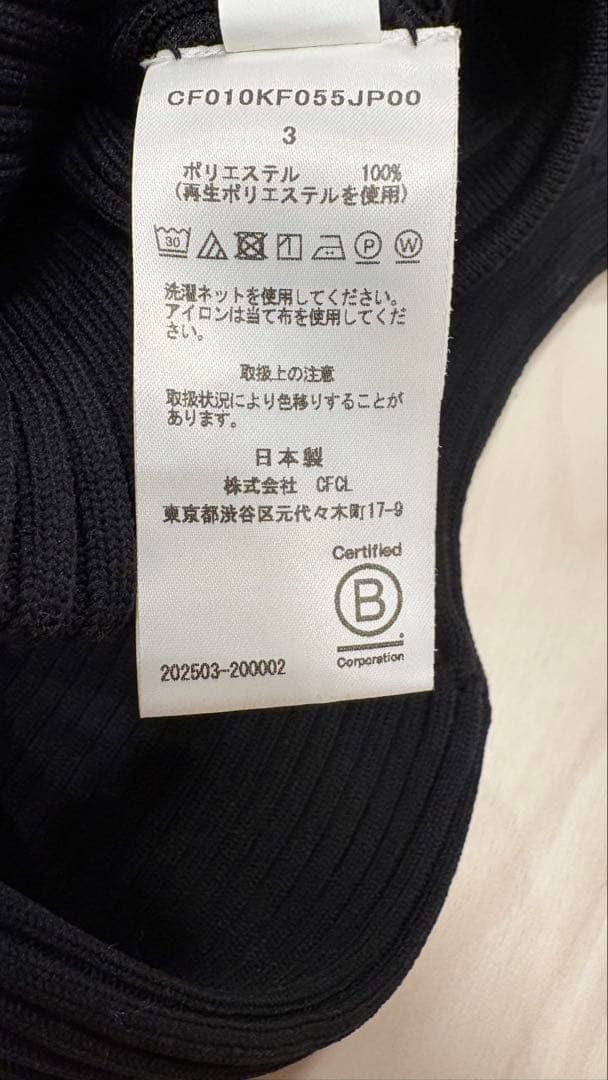 CF010KF055JP00
3
ポリエステル 100%
(再生ポリエステルを使用)
30 P W
洗濯ネットを使用してください。
アイロンは当て布を使用してくだ
さい。
取扱上の注意
取扱状況により色移りすることが
あります。
日本製
株式会社 CFCL
東京都渋谷区元代々木町17-9
Certified
B
Corporation
202503-200002